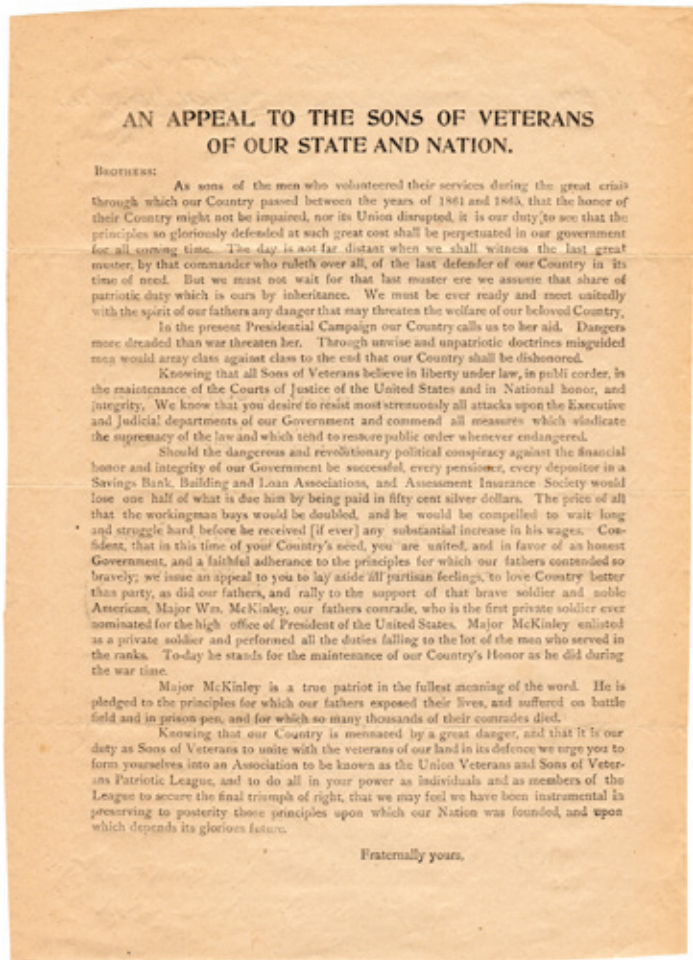 AN APPEAL TO THE SONS OF VETERANS
OF OUR STATE AND NATION.
BROTHERS:
As sons of the men who volunteered their services during the great crisis
through which our Country passed between the years of 1861 and 1865, that the honor of
their Country might not be impaired, nor its Union disrupted, it is our duty to see that the
principles so gloriously defended at such great cost shall be perpetuated in our government
for all coming time. The day is not far distant when we shall witness the last great
muster, by that commander who ruleth over all, of the last defender of our Country in its
time of need. But we must not wait for that last muster ere we assume that share of
patriotic duty which is ours by inheritance. We must be ever ready and meet unitedly
with the spirit of our fathers any danger that may threaten the welfare of our beloved Country.
In the present Presidential Campaign our Country calls us to her aid. Dangers
more dreaded than war threaten her. Through unwise and unpatriotic doctrines misguided
men would array class against class to the end that our Country shall be dishonored.
Knowing that all Sons of Veterans believe in liberty under law, in publi corder, in
the maintenance of the Courts of Justice of the United States and in National honor, and
integrity. We know that you desire to resist most strenuously all attacks upon the Executive
and Judicial departments of our Government and commend all measures which vindicate
the supremacy of the law and which tend to restore public order whenever endangered.
Should the dangerous and revolutionary political conspiracy against the financial
honor and integrity of our Government be successful, every pensioner, every depositor in a
Savings Bank, Building and Loan Associations, and Assessment Insurance Society would
lose one half of what is due him by being paid in fifty cent silver dollars. The price of all
that the workingman buys would be doubled, and he would be compelled to wait long
and struggle hard before he received [if ever] any substantial increase in his wages. Con-
fident, that in this time of your Country's need, you are united, and in favor of an honest
Government, and a faithful adherence to the principles for which our fathers contended so
bravely; we issue an appeal to you to lay aside all partisan feelings, to love Country better
than party, as did our fathers, and rally to the support of that brave soldier and noble
American, Major Wm. McKinley, our fathers comrade, who is the first private soldier ever
nominated for the high office of President of the United States. Major McKinley enlisted
as a private soldier and performed all the duties falling to the lot of the men who served in
the ranks. To-day he stands for the maintenance of our Country's Honor as he did during
the war time.
Major McKinley is a true patriot in the fullest meaning of the word. He is
pledged to the principles for which our fathers exposed their lives, and suffered on battle
field and in prison pen, and for which so many thousands of their comrades died.
Knowing that our Country is menaced by a great danger, and that it is our
duty as Sons of Veterans to unite with the veterans of our land in its defence we urge you to
form yourselves into an Association to be known as the Union Veterans and Sons of Veter-
ans Patriotic League, and to do all in your power as individuals and as members of the
League to secure the final triumph of right, that we may feel we have been instrumental in
preserving to posterity those principles upon which our Nation was founded, and upon
which depends its glorious future.
Fraternally yours,